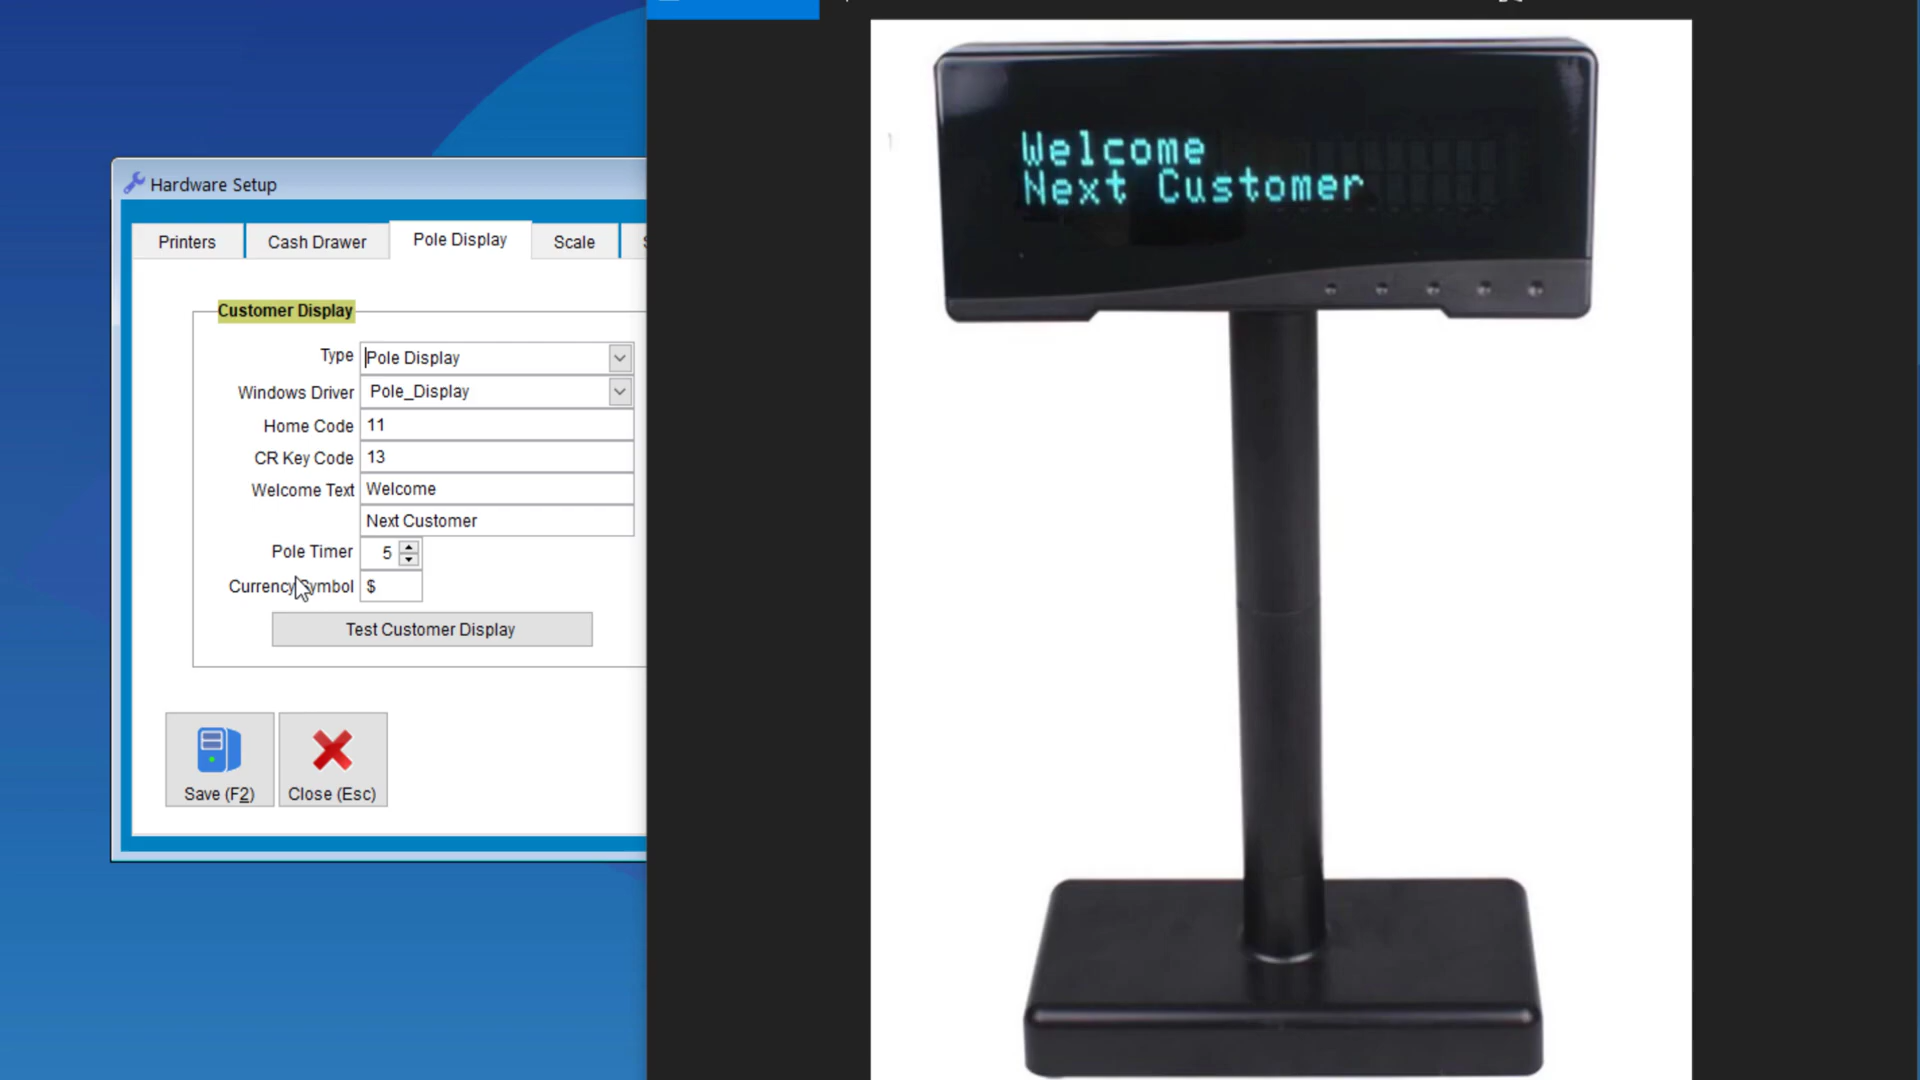 Hardware Setup
Printers
Cash Drawer
Pole Display
Scale
Customer Display
Type
Pole Display
Windows Driver
Pole_Display
Home Code
11
CR Key Code
13
Welcome Text
Welcome
Next Customer
Pole Timer
5
Currency Symbol
$
Test Customer Display
Save (F2)
Close (Esc)
Welcome
Next Customer